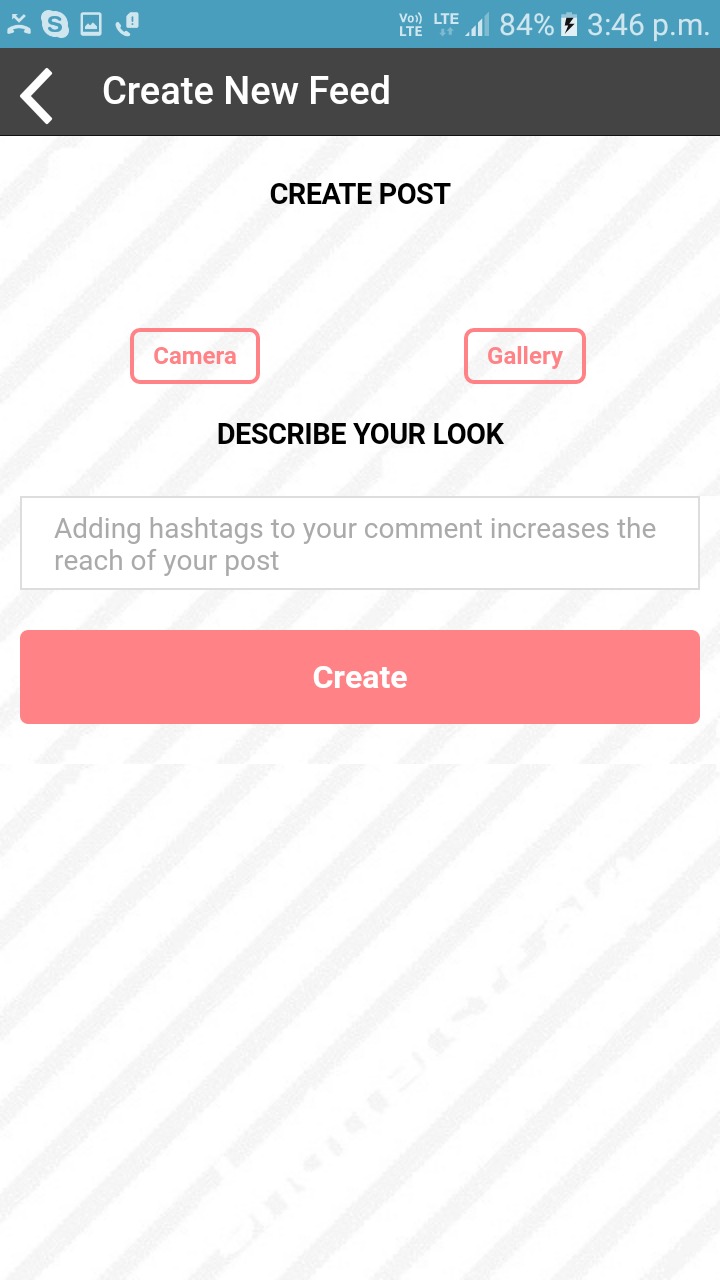 Vo)) LTE LTE 84% 3:46 p.m.
Create New Feed
CREATE POST
Camera Gallery
DESCRIBE YOUR LOOK
Adding hashtags to your comment increases the
reach of your post
Create